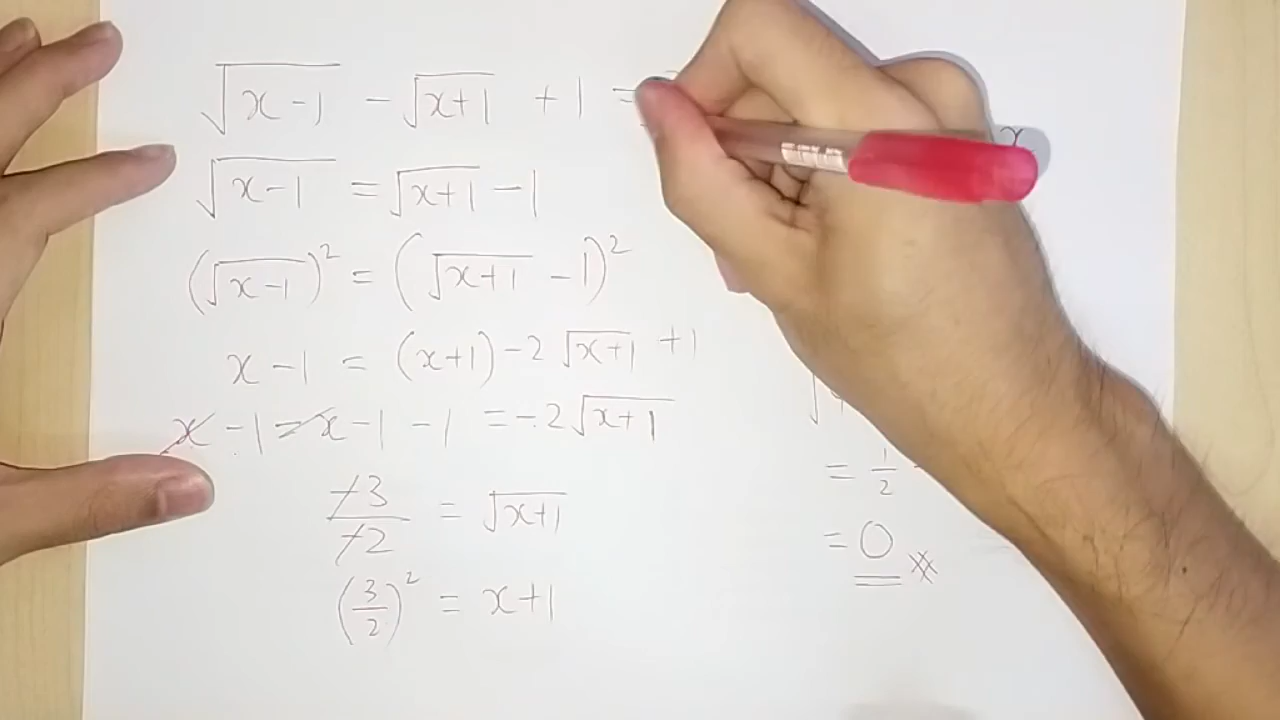 √(x-1) - √(x+1) + 1 =
√(x-1) = √(x+1) - 1
(√(x-1))² = (√(x+1) - 1)²
x - 1 = (x+1) - 2√(x+1) + 1
x - 1 - x - 1 - 1 = -2√(x+1)
-3/-2 = √(x+1)
(3/2)² = x+1
x
√
= 1/2
= 0